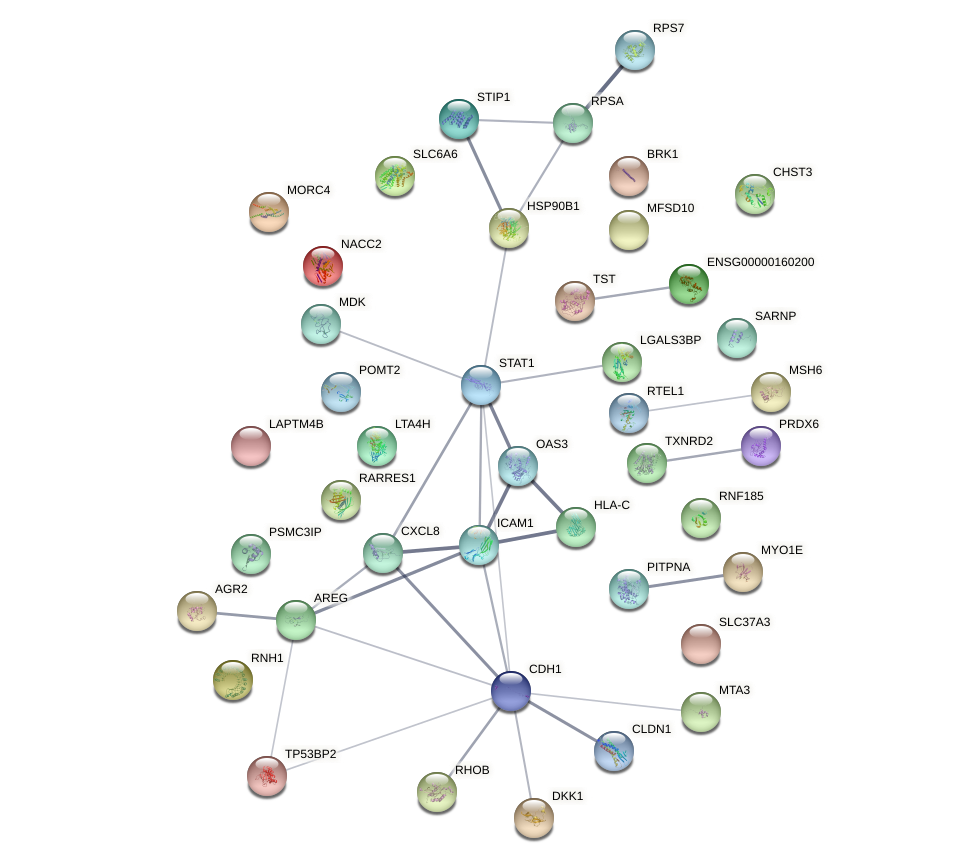 RPS7
STIP1
RPSA
SLC6A6
BRK1
CHST3
MORC4
HSP90B1
MFSD10
NACC2
ENSG00000160200
TST
MDK
SARNP
LGALS3BP
STAT1
POMT2
MSH6
RTEL1
LAPTM4B
LTA4H
PRDX6
TXNRD2
OAS3
RARRES1
RNF185
HLA-C
ICAM1
CXCL8
PSMC3IP
MYO1E
PITPNA
AGR2
AREG
SLC37A3
RNH1
CDH1
MTA3
CLDN1
TP53BP2
RHOB
DKK1